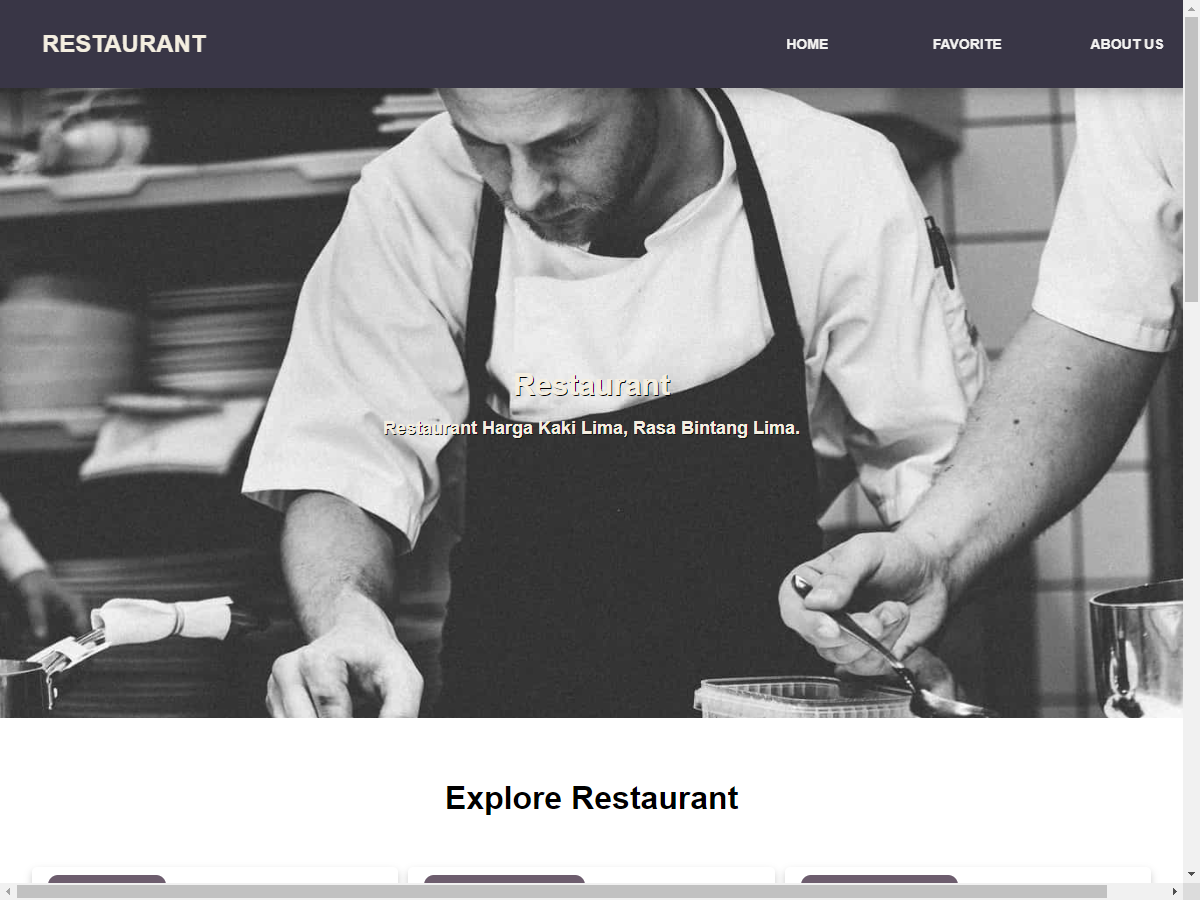 RESTAURANT
HOME
FAVORITE
ABOUT US
Restaurant
Restaurant Harga Kaki Lima, Rasa Bintang Lima.
Explore Restaurant